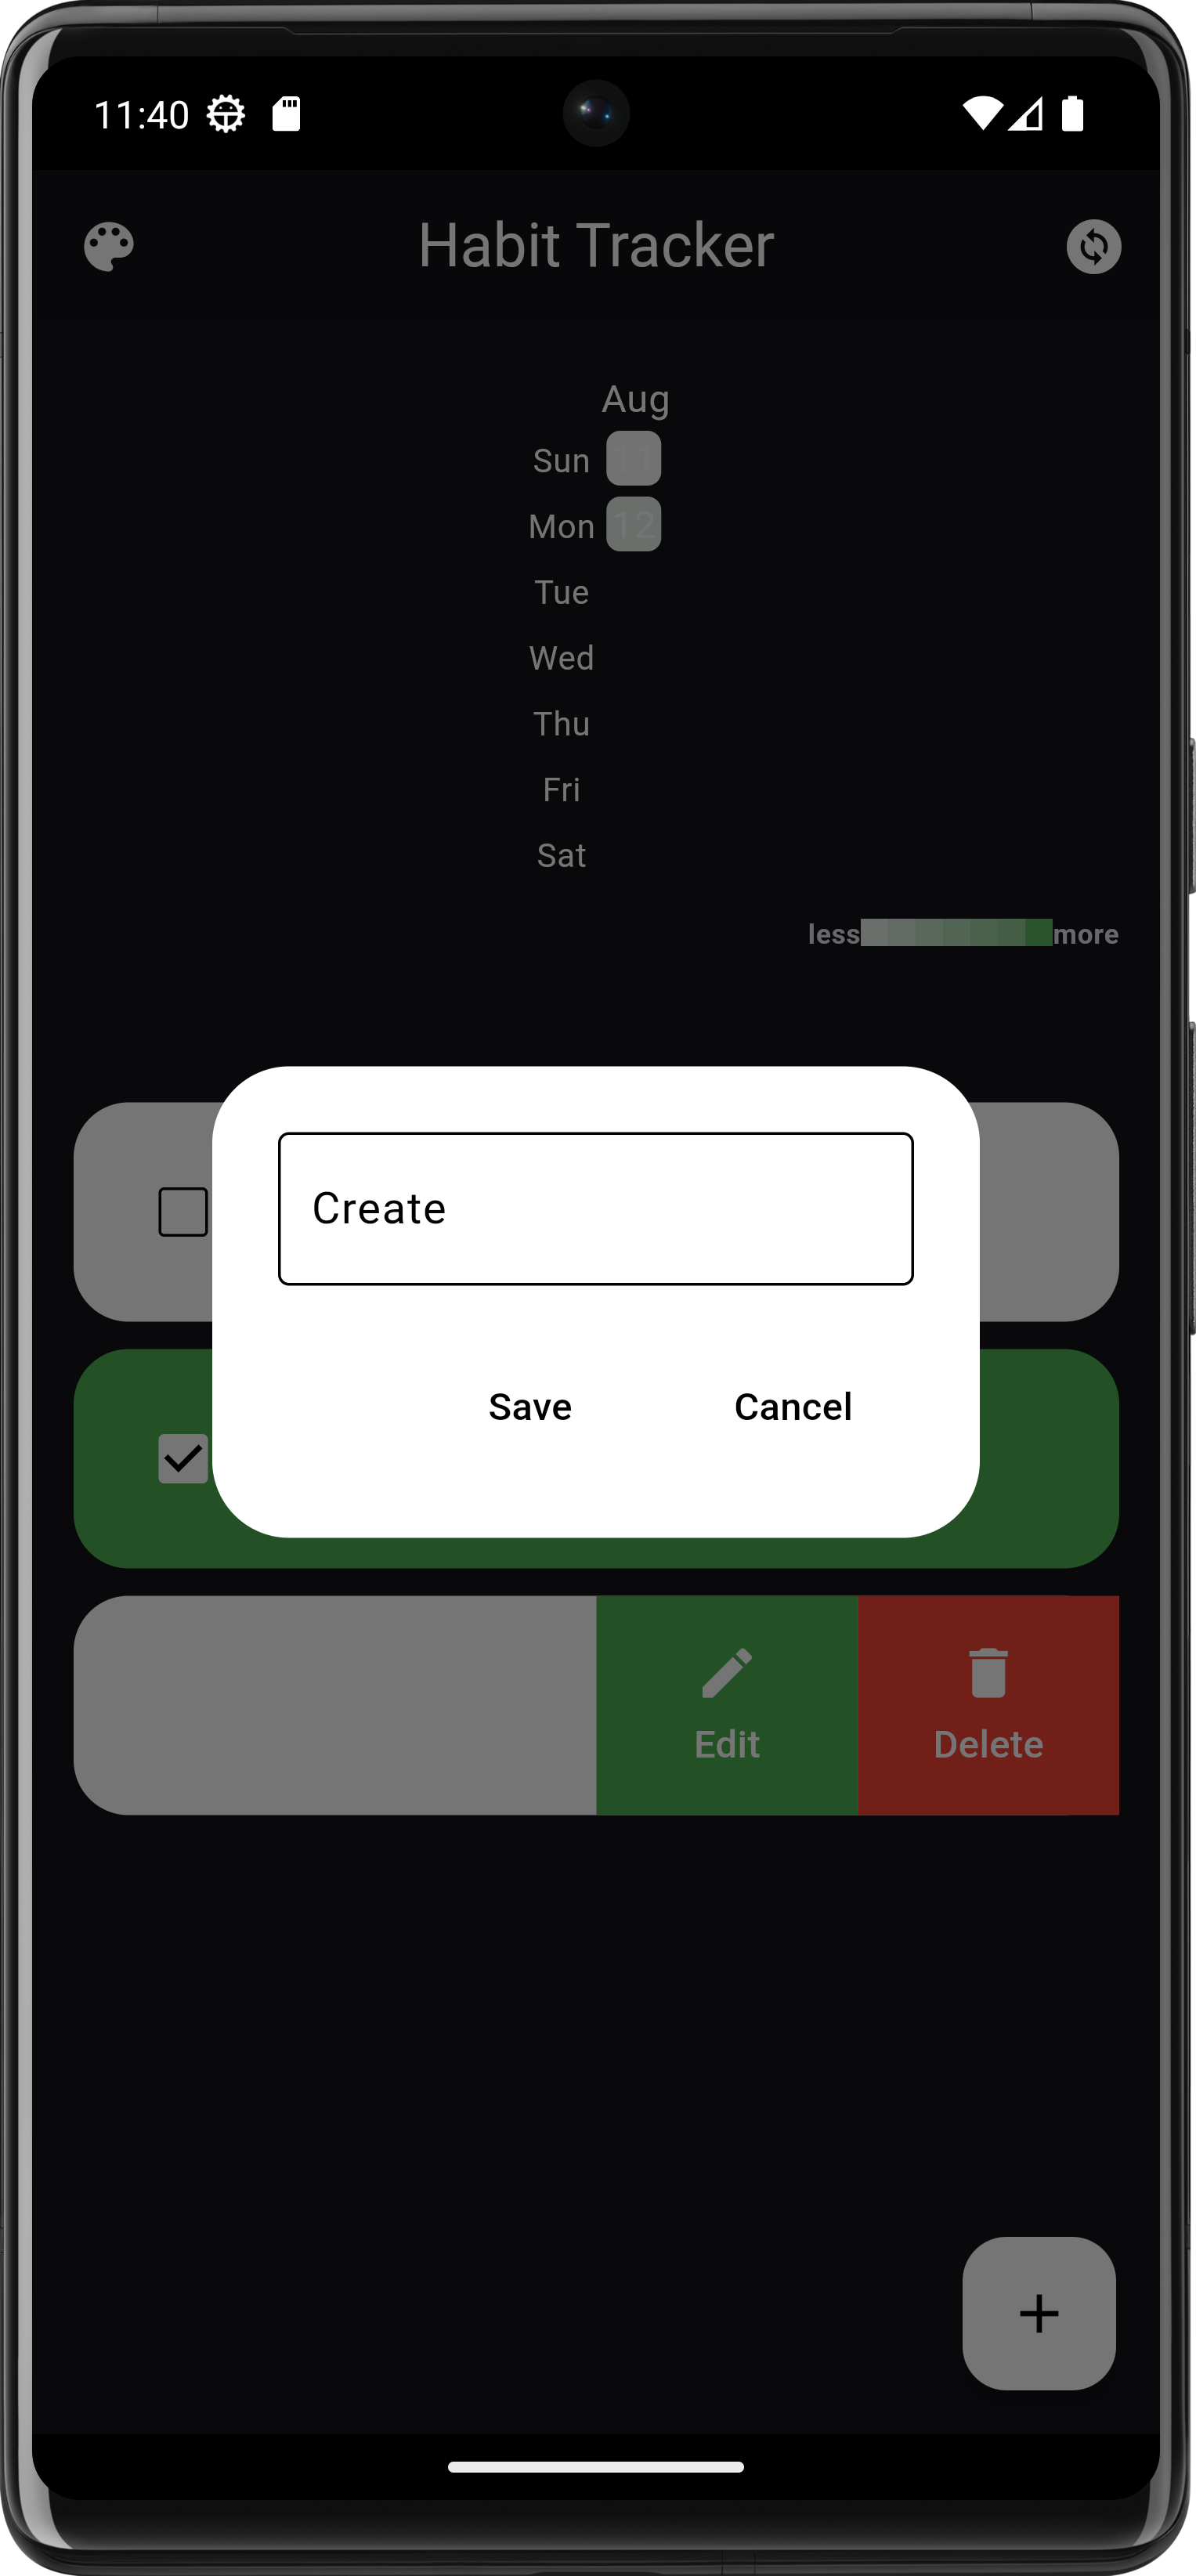 11:40
Habit Tracker
Aug
Sun
Mon 12
Tue
Wed
Thu
Fri
Sat
less more
Create
Save Cancel
Edit Delete